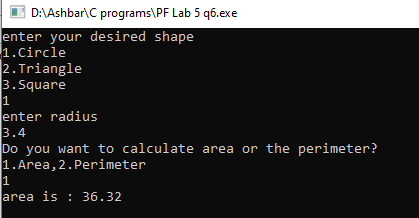 D:\Ashbar\C programs\PF Lab 5 q6.exe
enter your desired shape
1.Circle
2.Triangle
3.Square
1
enter radius
3.4
Do you want to calculate area or the perimeter?
1.Area,2.Perimeter
1
area is : 36.32